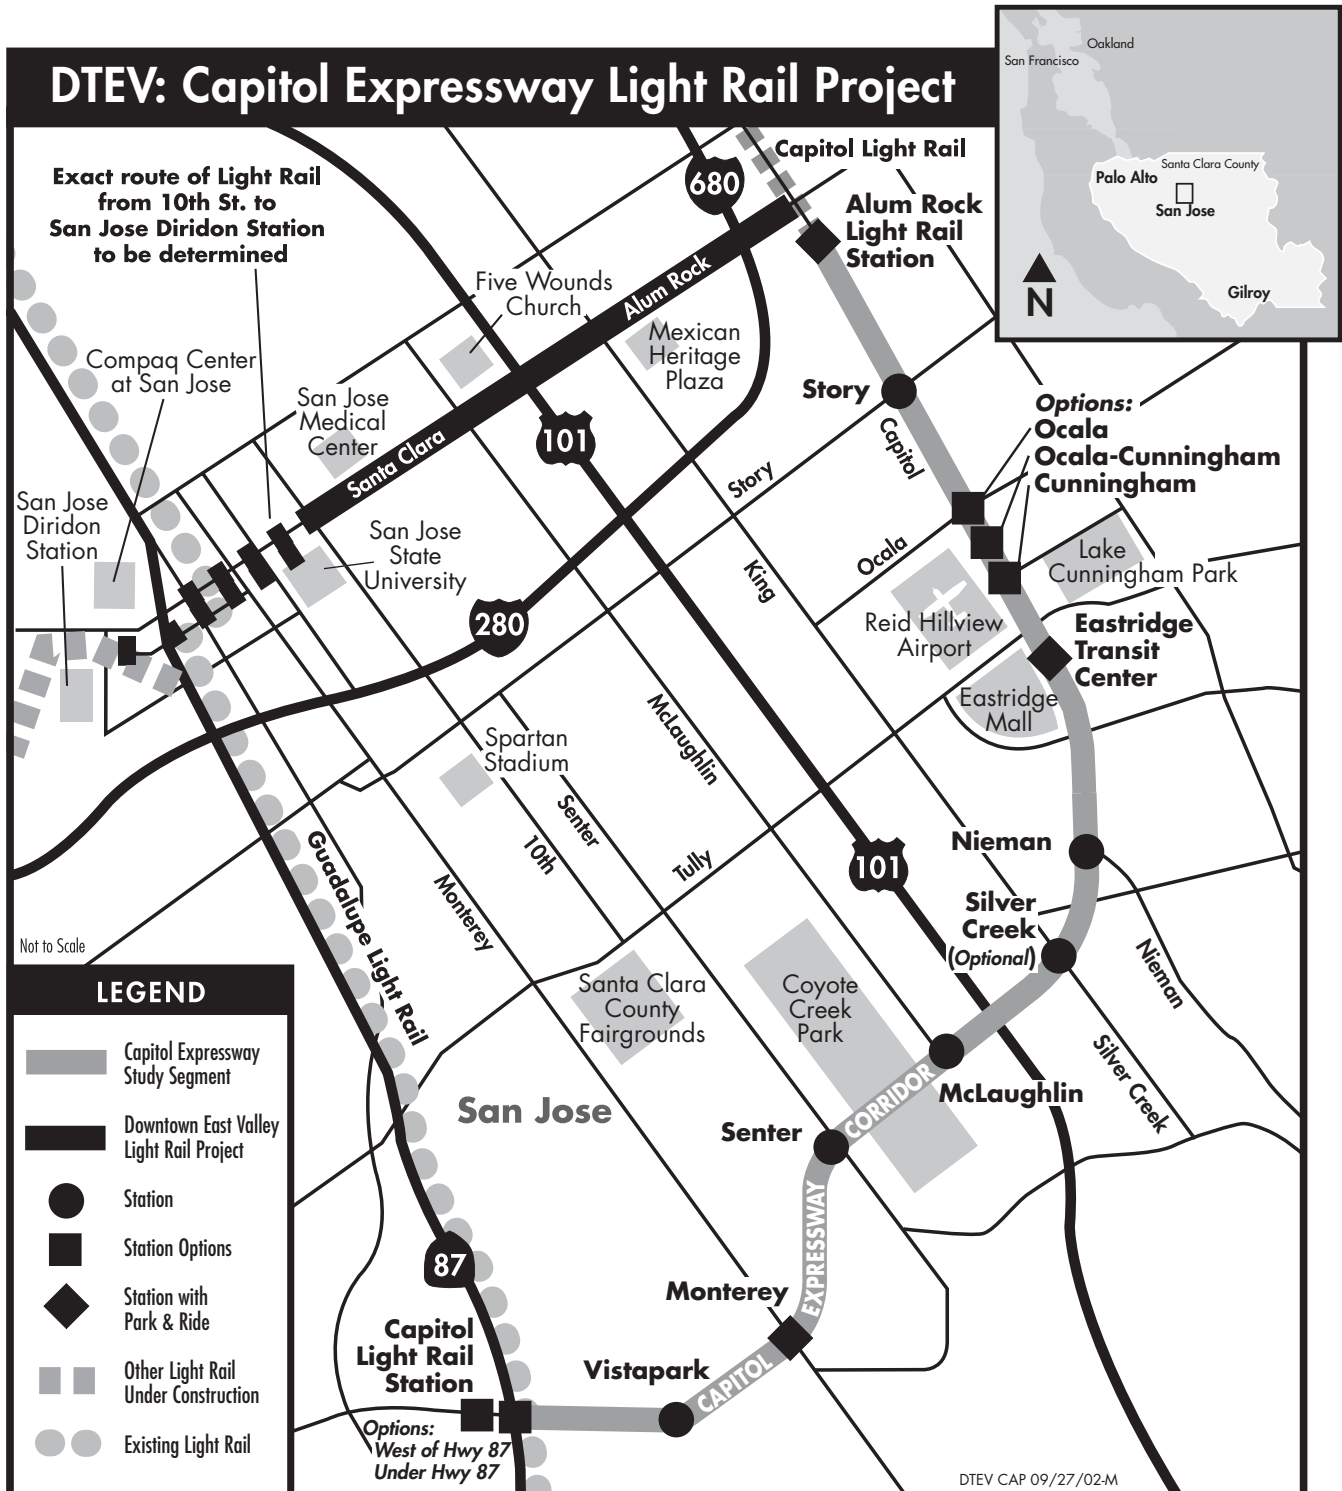 DTEV: Capitol Expressway Light Rail Project
Oakland
San Francisco
Santa Clara County
Palo Alto
San Jose
Gilroy
N
Exact route of Light Rail
from 10th St. to
San Jose Diridon Station
to be determined
680
Capitol Light Rail
Alum Rock
Light Rail
Station
Five Wounds
Church
Alum Rock
Mexican
Heritage
Plaza
Compaq Center
at San Jose
San Jose
Medical
Center
Santa Clara
101
Story
Capitol
Options:
Ocala
Ocala-Cunningham
Cunningham
San Jose
Diridon
Station
San Jose
State
University
Story
Ocala
King
Lake
Cunningham Park
280
Reid Hillview
Airport
Eastridge
Transit
Center
Eastridge
Mall
McLaughlin
Spartan
Stadium
Senter
10th
Tully
101
Nieman
Silver
Creek
(Optional)
Guadalupe Light Rail
Monterey
Nieman
Silver Creek
Santa Clara
County
Fairgrounds
Coyote
Creek
Park
Not to Scale
San Jose
McLaughlin
CORRIDOR
Senter
EXPRESSWAY
87
Monterey
Capitol
Light Rail
Station
Vistapark
CAPITOL
Options:
West of Hwy 87
Under Hwy 87
LEGEND
Capitol Expressway
Study Segment
Downtown East Valley
Light Rail Project
Station
Station Options
Station with
Park & Ride
Other Light Rail
Under Construction
Existing Light Rail
DTEV CAP 09/27/02-M